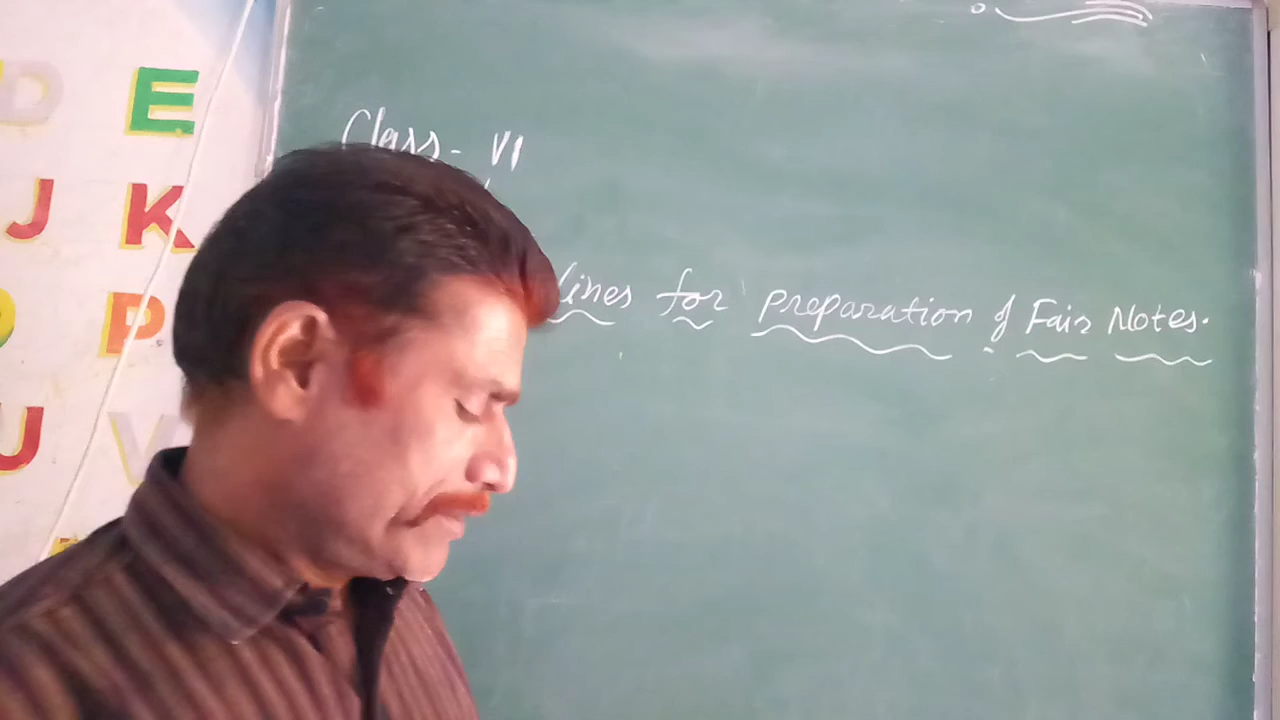 D E
J K
P
U V
Class - VI
lines for preparation of Fair Notes.